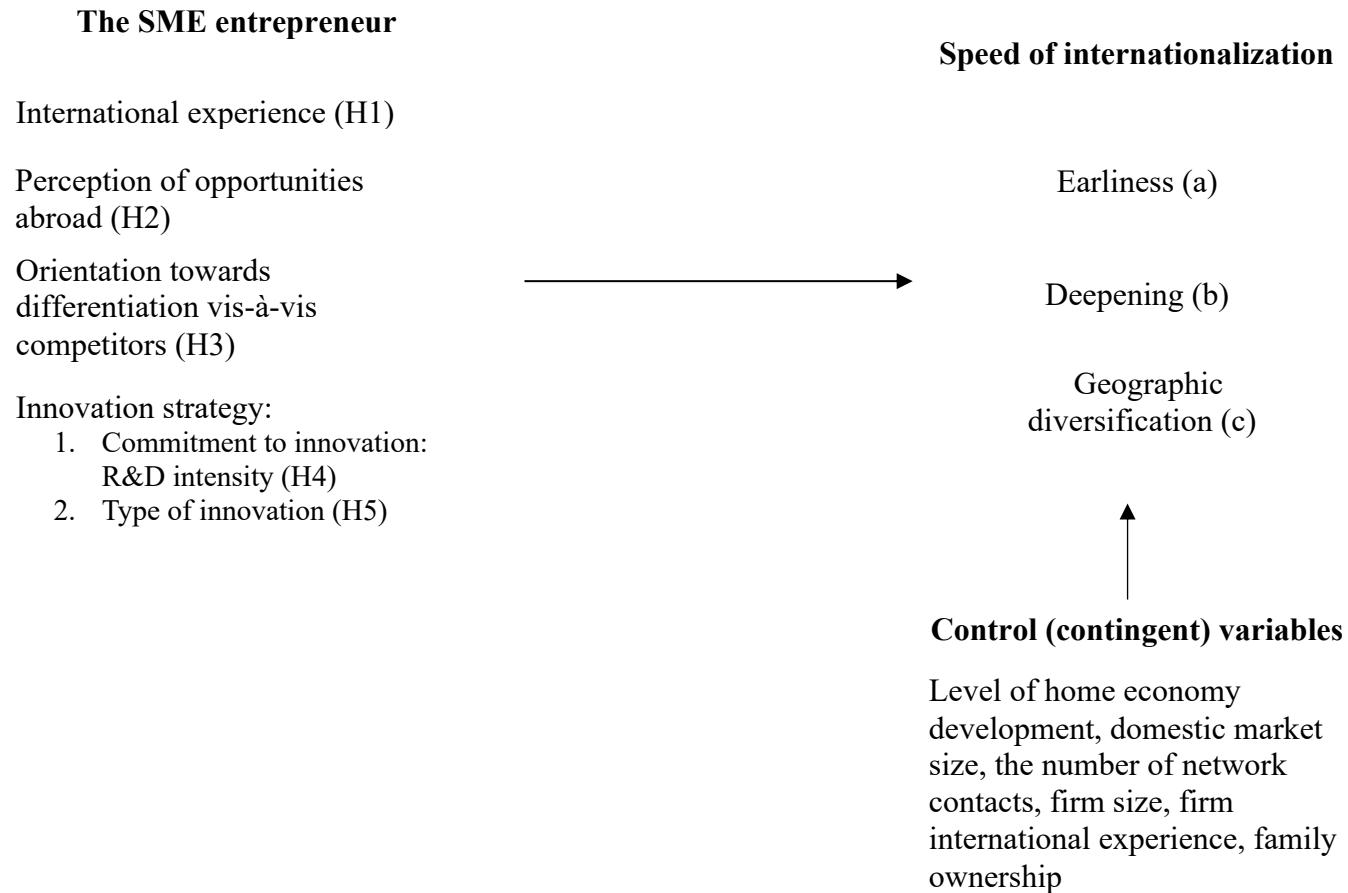 The SME entrepreneur
International experience (H1)
Perception of opportunities
abroad (H2)
Orientation towards
differentiation vis-à-vis
competitors (H3)
Innovation strategy:
1. Commitment to innovation:
R&D intensity (H4)
2. Type of innovation (H5)
Speed of internationalization
Earliness (a)
Deepening (b)
Geographic
diversification (c)
Control (contingent) variables
Level of home economy
development, domestic market
size, the number of network
contacts, firm size, firm
international experience, family
ownership